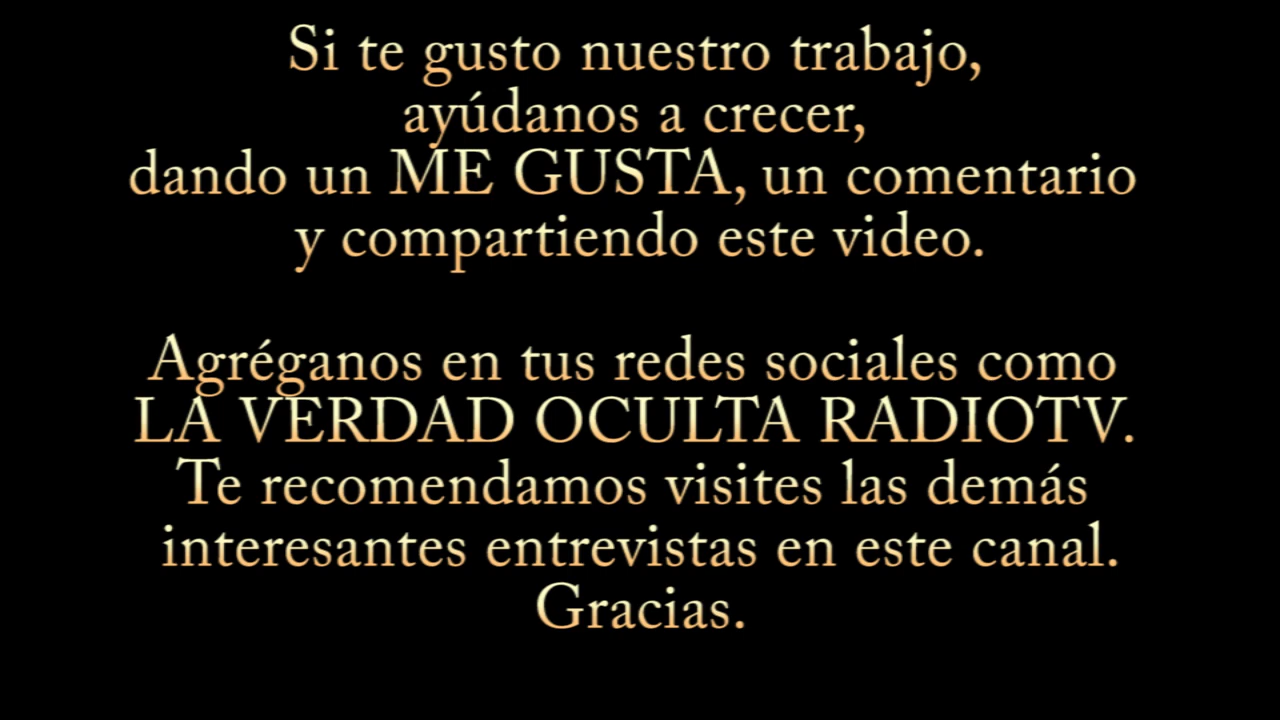 Si te gusto nuestro trabajo,
ayúdanos a crecer,
dando un ME GUSTA, un comentario
y compartiendo este video.
Agréganos en tus redes sociales como
LA VERDAD OCULTA RADIOTV.
Te recomendamos visites las demás
interesantes entrevistas en este canal.
Gracias.